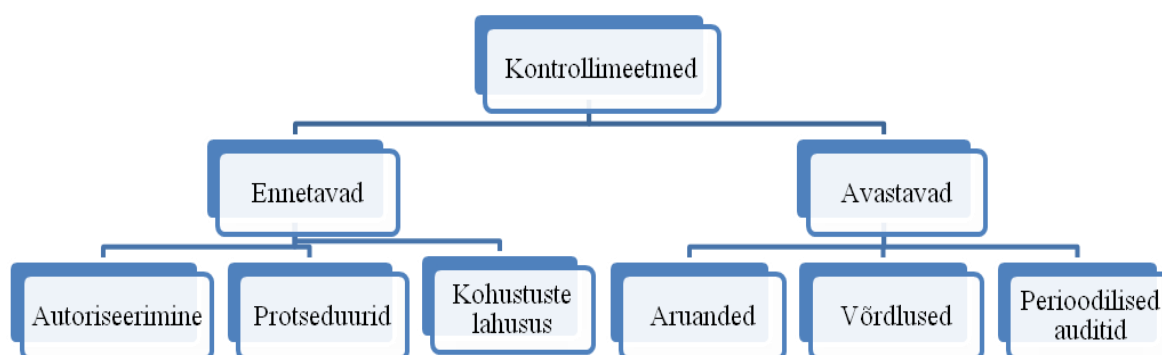 Kontrollimeetmed
Ennetavad
Avastavad
Autoriseerimine
Protseduurid
Kohustuste
lahusus
Aruanded
Võrdlused
Perioodilised
auditid